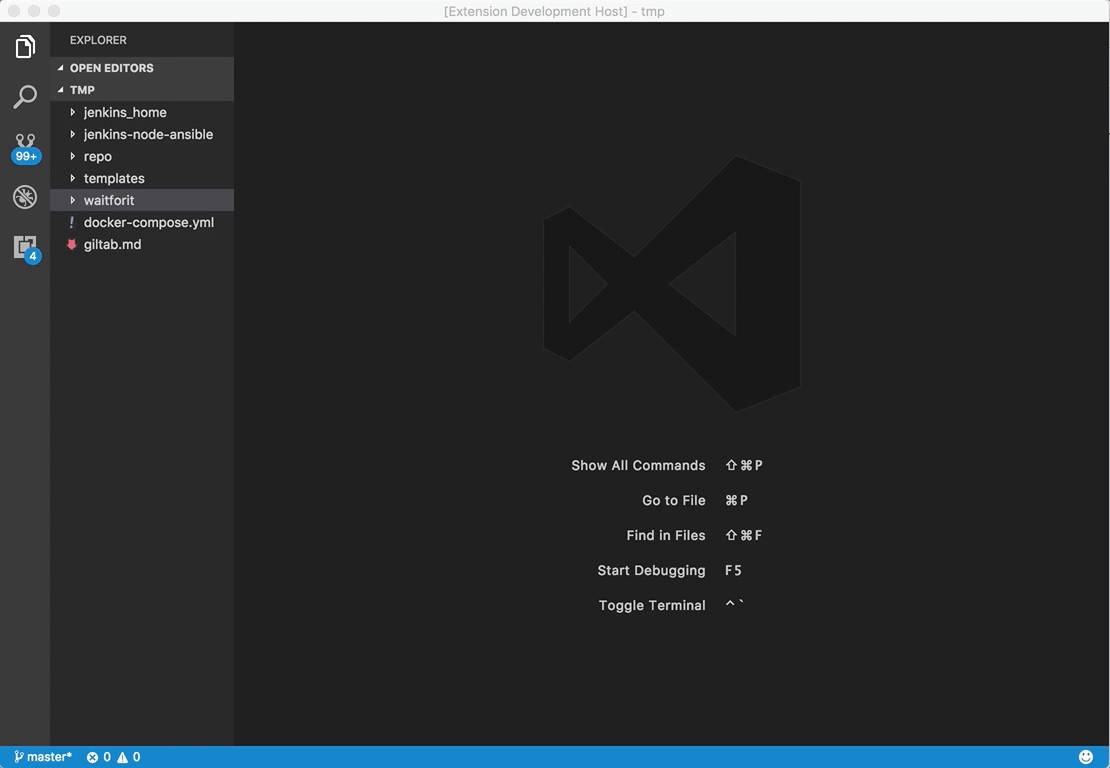 [Extension Development Host] - tmp
EXPLORER
OPEN EDITORS
TMP
jenkins_home
jenkins-node-ansible
repo
templates
waitforit
! docker-compose.yml
giltab.md
99+
4
Show All Commands ⇧⌘P
Go to File ⌘P
Find in Files ⇧⌘F
Start Debugging F5
Toggle Terminal ^`
master* 0 0